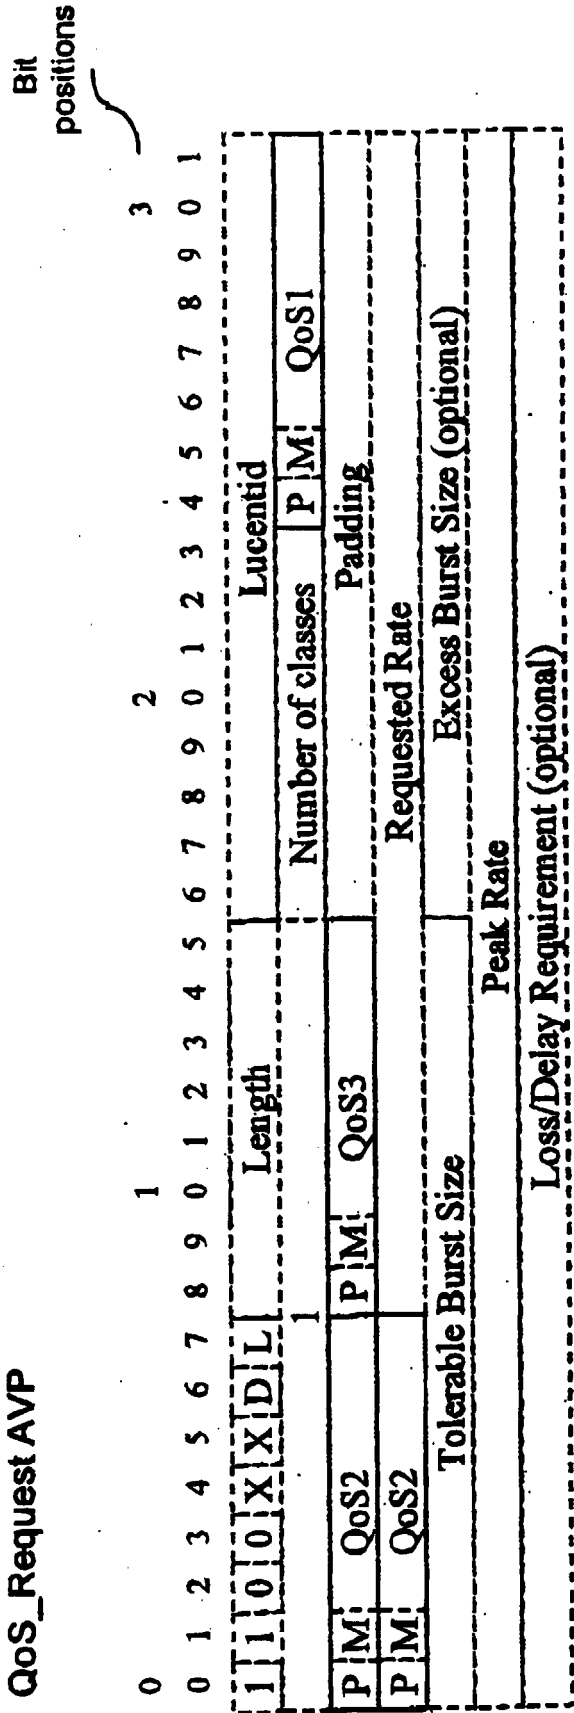 QoS_Request AVP
Bit
positions
0 1 2 3
0 1 2 3 4 5 6 7 8 9 0 1 2 3 4 5 6 7 8 9 0 1 2 3 4 5 6 7 8 9 0 1
1 1 0 0 X X D L Length Lucentid
1 Number of classes P M QoS1
P M QoS2 P M QoS3 Padding
P M QoS2 Requested Rate
Tolerable Burst Size Excess Burst Size (optional)
Peak Rate
Loss/Delay Requirement (optional)